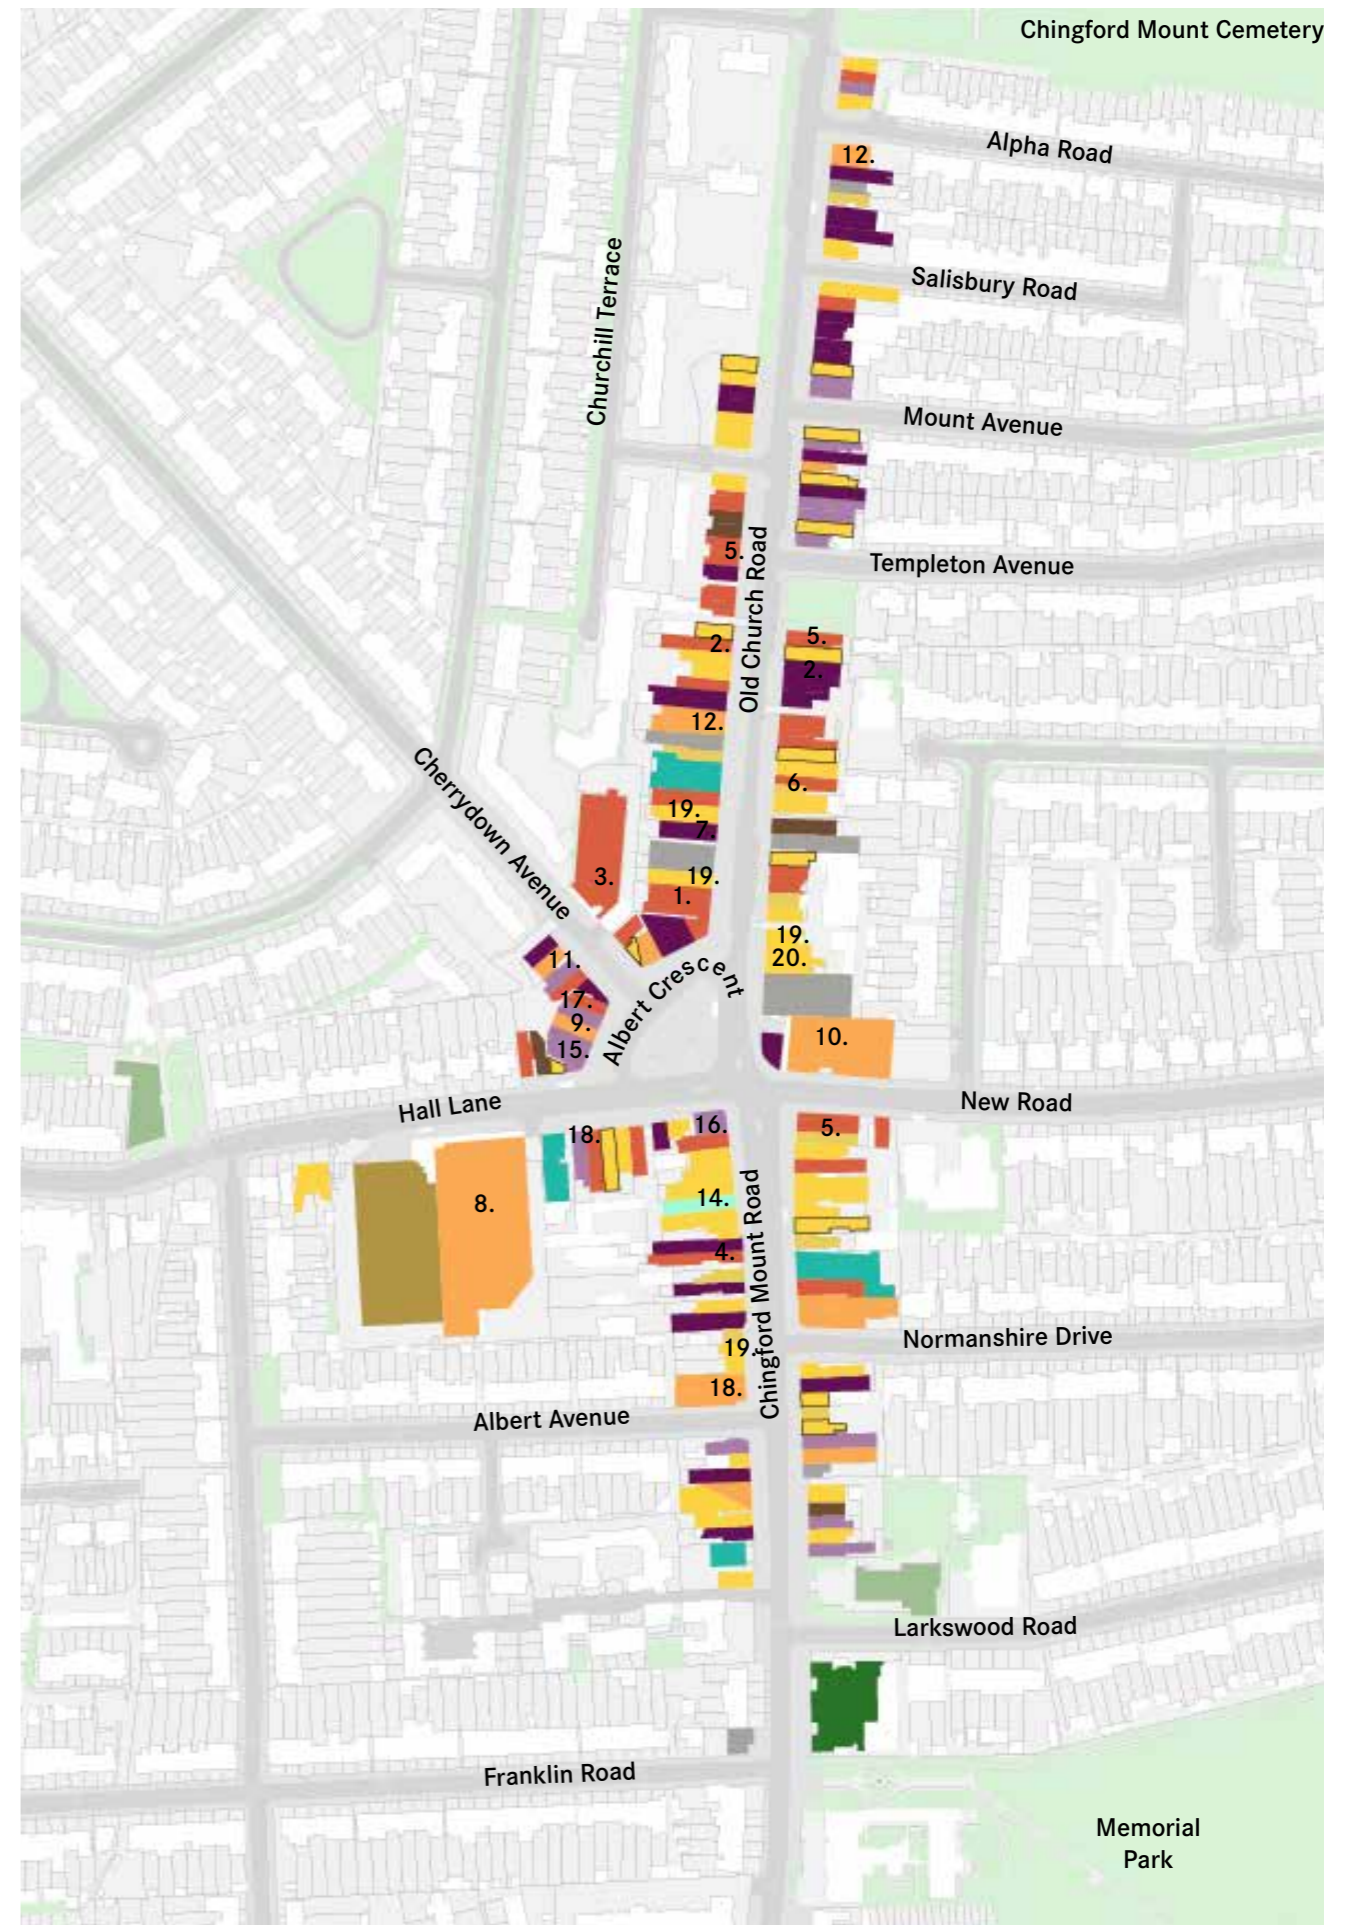 Chingford Mount Cemetery
Alpha Road
12.
Salisbury Road
Churchill Terrace
Mount Avenue
5.
Old Church Road
Templeton Avenue
2.
5.
2.
12.
Cherrydown Avenue
6.
19.
7.
3.
19.
1.
19.
20.
11.
Albert Crescent
17.
9.
15.
10.
Hall Lane
New Road
18.
16.
5.
8.
14.
Chingford Mount Road
4.
19.
Normanshire Drive
18.
Albert Avenue
Larkswood Road
Franklin Road
Memorial
Park